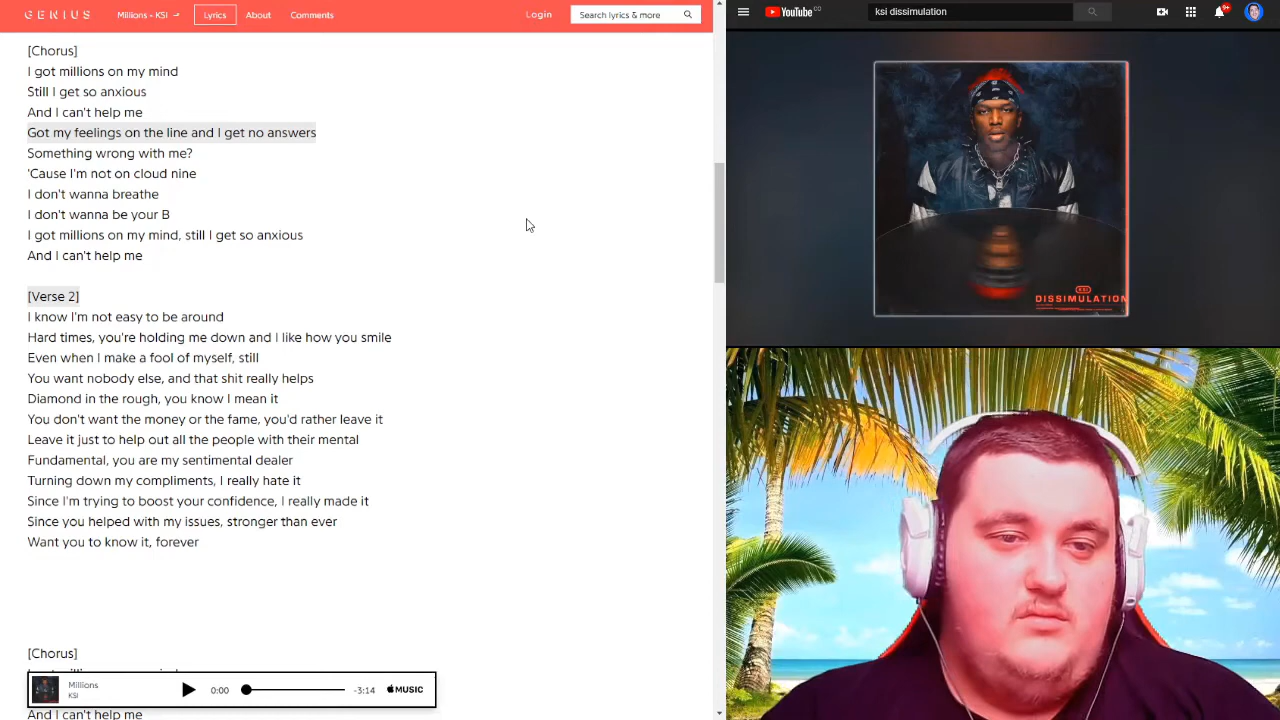 GENIUS
Millions – KSI
Lyrics
About
Comments
Login
Search lyrics & more
[Chorus]
I got millions on my mind
Still I get so anxious
And I can't help me
Got my feelings on the line and I get no answers
Something wrong with me?
'Cause I'm not on cloud nine
I don't wanna breathe
I don't wanna be your B
I got millions on my mind, still I get so anxious
And I can't help me
[Verse 2]
I know I'm not easy to be around
Hard times, you're holding me down and I like how you smile
Even when I make a fool of myself, still
You want nobody else, and that shit really helps
Diamond in the rough, you know I mean it
You don't want the money or the fame, you'd rather leave it
Leave it just to help out all the people with their mental
Fundamental, you are my sentimental dealer
Turning down my compliments, I really hate it
Since I'm trying to boost your confidence, I really made it
Since you helped with my issues, stronger than ever
Want you to know it, forever
[Chorus]
Millions
KSI
0:00
-3:14
MUSIC
And I can't help me
YouTube CO
ksi dissimulation
9+
KSI
DISSIMULATION